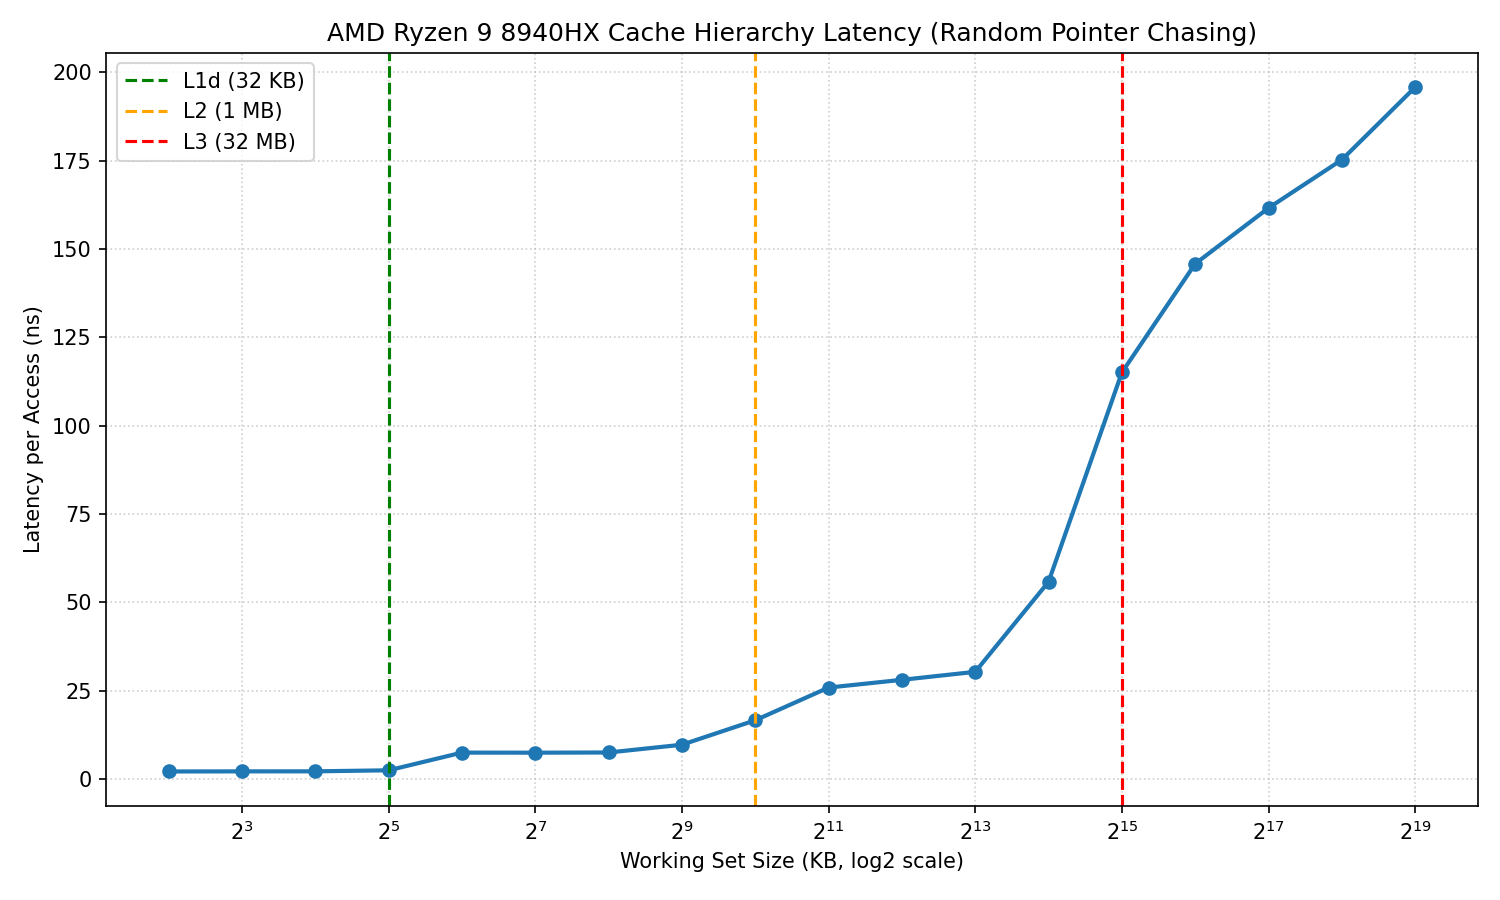 AMD Ryzen 9 8940HX Cache Hierarchy Latency (Random Pointer Chasing)
L1d (32 KB)
L2 (1 MB)
L3 (32 MB)
Latency per Access (ns)
200
175
150
125
100
75
50
25
0
2³ 2⁵ 2⁷ 2⁹ 2¹¹ 2¹³ 2¹⁵ 2¹⁷ 2¹⁹
Working Set Size (KB, log2 scale)